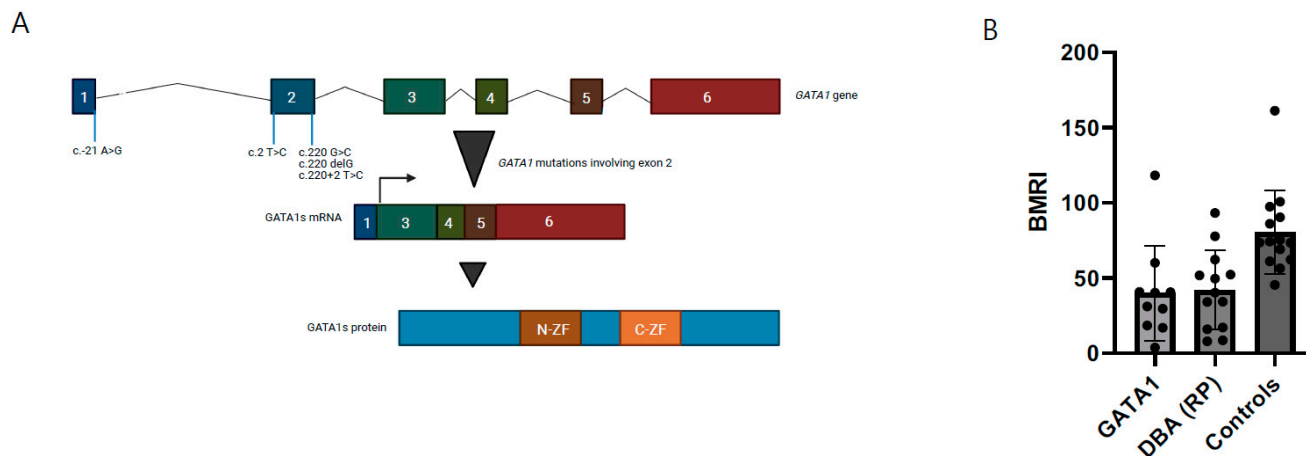 A
1
2
3
4
5
6
GATA1 gene
c.-21 A>G
c.2 T>C
c.220 G>C
c.220 delG
c.220+2 T>C
GATA1 mutations involving exon 2
GATA1s mRNA
1
3
4
5
6
GATA1s protein
N-ZF
C-ZF
B
200
150
100
50
0
BMRI
GATA1
DBA (RP)
Controls